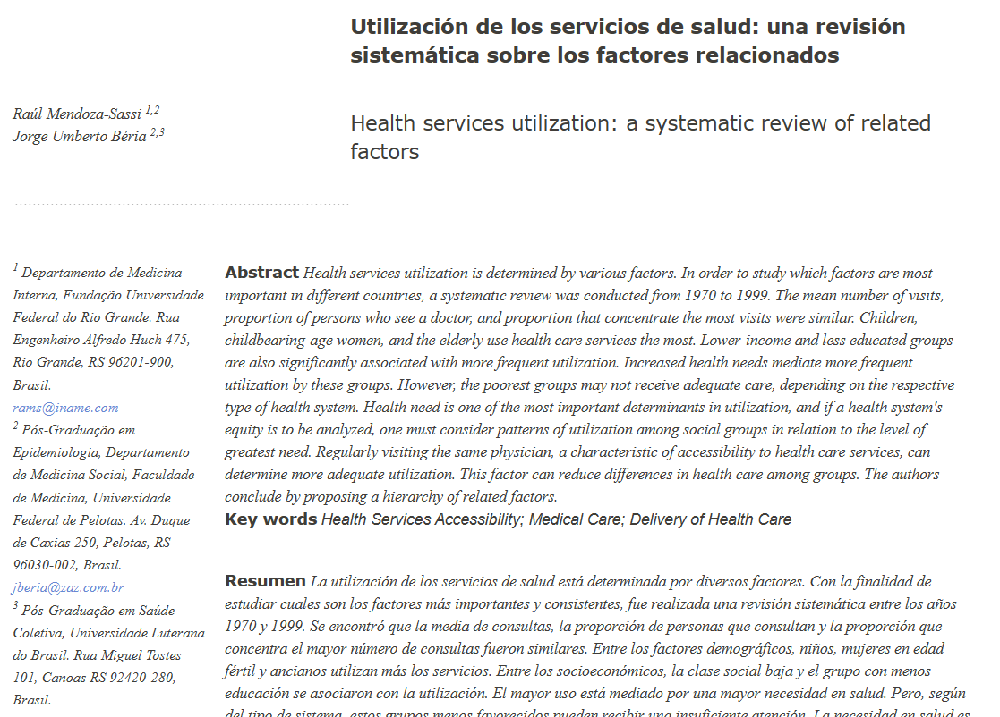 Utilización de los servicios de salud: una revisión
sistemática sobre los factores relacionados
Raúl Mendoza-Sassi 1,2
Jorge Umberto Béria 2,3
Health services utilization: a systematic review of related
factors
1 Departamento de Medicina
Interna, Fundação Universidade
Federal do Rio Grande. Rua
Engenheiro Alfredo Huch 475,
Rio Grande, RS 96201-900,
Brasil.
rams@iname.com
2 Pós-Graduação em
Epidemiologia, Departamento
de Medicina Social, Faculdade
de Medicina, Universidade
Federal de Pelotas. Av. Duque
de Caxias 250, Pelotas, RS
96030-002, Brasil.
jberia@zaz.com.br
3 Pós-Graduação em Saúde
Coletiva, Universidade Luterana
do Brasil. Rua Miguel Tostes
101, Canoas RS 92420-280,
Brasil.
Abstract Health services utilization is determined by various factors. In order to study which factors are most
important in different countries, a systematic review was conducted from 1970 to 1999. The mean number of visits,
proportion of persons who see a doctor, and proportion that concentrate the most visits were similar. Children,
childbearing-age women, and the elderly use health care services the most. Lower-income and less educated groups
are also significantly associated with more frequent utilization. Increased health needs mediate more frequent
utilization by these groups. However, the poorest groups may not receive adequate care, depending on the respective
type of health system. Health need is one of the most important determinants in utilization, and if a health system's
equity is to be analyzed, one must consider patterns of utilization among social groups in relation to the level of
greatest need. Regularly visiting the same physician, a characteristic of accessibility to health care services, can
determine more adequate utilization. This factor can reduce differences in health care among groups. The authors
conclude by proposing a hierarchy of related factors.
Key words Health Services Accessibility; Medical Care; Delivery of Health Care
Resumen La utilización de los servicios de salud está determinada por diversos factores. Con la finalidad de
estudiar cuales son los factores más importantes y consistentes, fue realizada una revisión sistemática entre los años
1970 y 1999. Se encontró que la media de consultas, la proporción de personas que consultan y la proporción que
concentra el mayor número de consultas fueron similares. Entre los factores demográficos, niños, mujeres en edad
fértil y ancianos utilizan más los servicios. Entre los socioeconómicos, la clase social baja y el grupo con menos
educación se asociaron con la utilización. El mayor uso está mediado por una mayor necesidad en salud. Pero, según
del tipo de sistema, estos grupos menos favorecidos pueden recibir una insuficiente atención. La necesidad en salud es